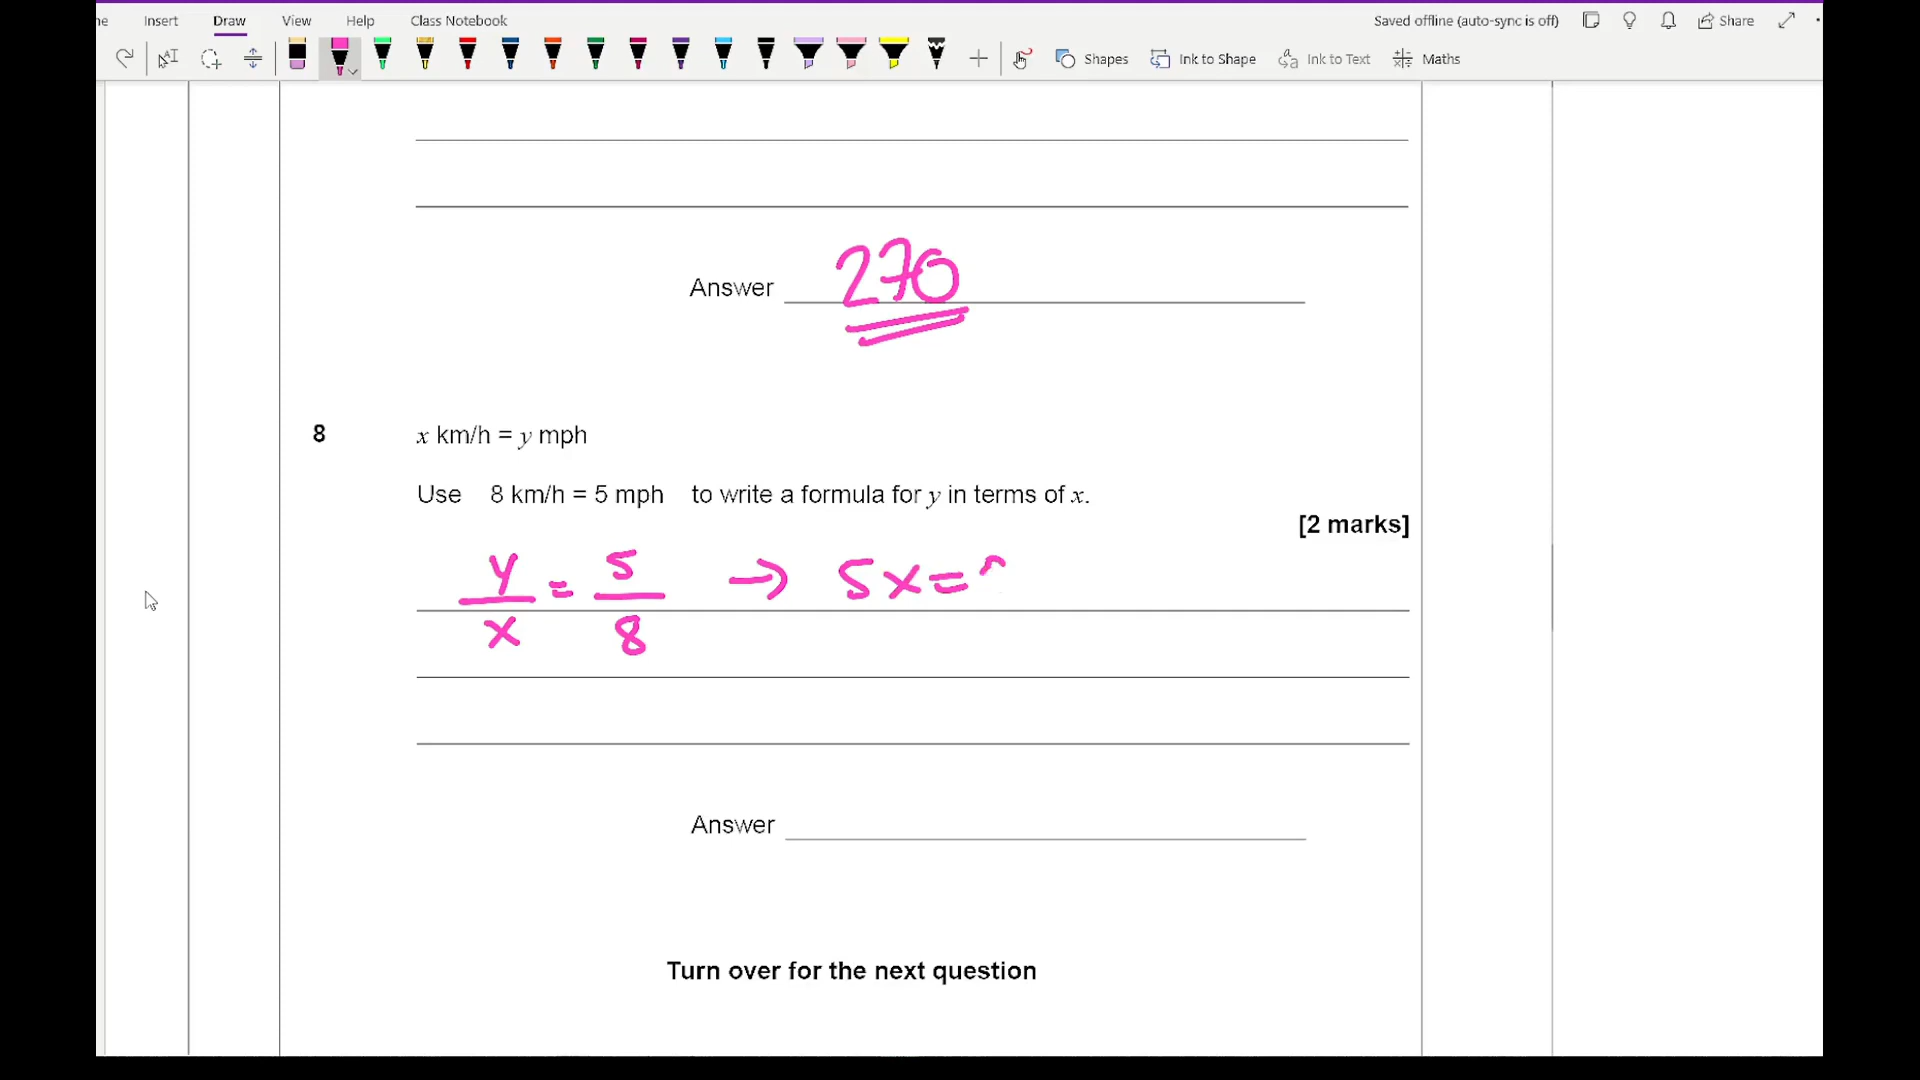 Insert Draw View Help Class Notebook Saved offline (auto-sync is off) Share
Shapes Ink to Shape Ink to Text Maths
Answer 270
8 x km/h = y mph
Use 8 km/h = 5 mph to write a formula for y in terms of x.
[2 marks]
y/x = 5/8 → 5x =
Answer
Turn over for the next question